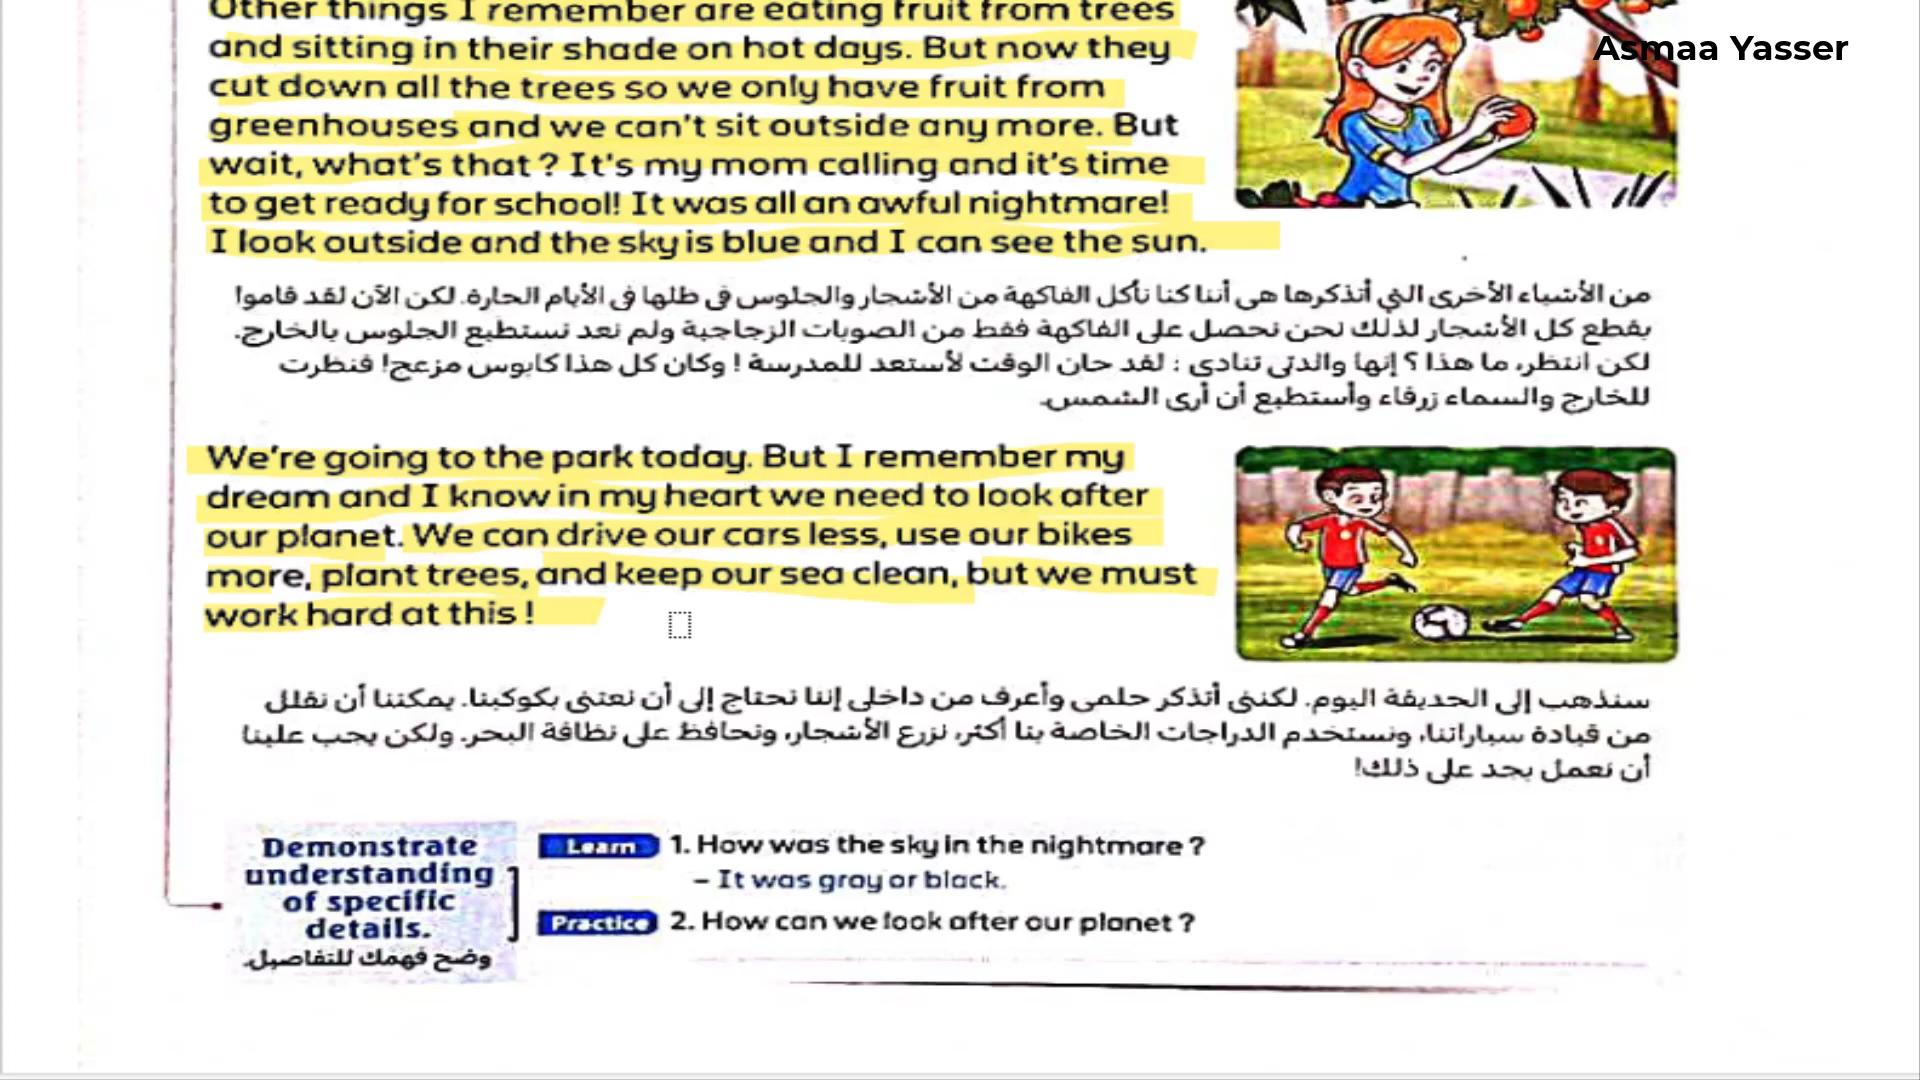 Other things I remember are eating fruit from trees
and sitting in their shade on hot days. But now they
cut down all the trees so we only have fruit from
greenhouses and we can't sit outside any more. But
wait, what's that ? It's my mom calling and it's time
to get ready for school! It was all an awful nightmare!
I look outside and the sky is blue and I can see the sun.
Asmaa Yasser
من الأشياء الأخرى التي أتذكرها هى أننا كنا نأكل الفاكهة من الأشجار والجلوس فى ظلها فى الأيام الحارة. لكن الآن لقد قاموا
بقطع كل الأشجار لذلك نحن نحصل على الفاكهة فقط من الصوبات الزجاجية ولم نعد نستطيع الجلوس بالخارج.
لكن انتظر، ما هذا ؟ إنها والدتى تنادى : لقد حان الوقت لأستعد للمدرسة ! وكان كل هذا كابوس مزعج! فنظرت
للخارج والسماء زرقاء وأستطيع أن أرى الشمس.
We're going to the park today. But I remember my
dream and I know in my heart we need to look after
our planet. We can drive our cars less, use our bikes
more, plant trees, and keep our sea clean, but we must
work hard at this !
سنذهب إلى الحديقة اليوم. لكننى أتذكر حلمى وأعرف من داخلى إننا نحتاج إلى أن نعتنى بكوكبنا. يمكننا أن نقلل
من قيادة سياراتنا، ونستخدم الدراجات الخاصة بنا أكثر، نزرع الأشجار، ونحافظ على نظافة البحر. ولكن يجب علينا
أن نعمل بجد على ذلك!
Demonstrate
understanding
of specific
details.
وضح فهمك للتفاصيل.
Learn 1. How was the sky in the nightmare ?
– It was gray or black.
Practice 2. How can we look after our planet ?